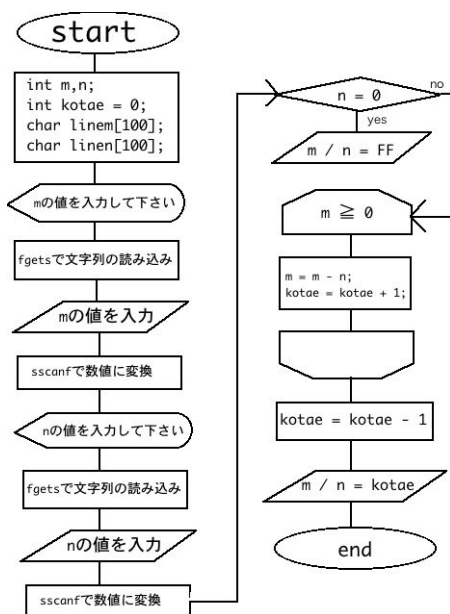 start
int m,n;
int kotae = 0;
char linem[100];
char linen[100];
mの値を入力して下さい
fgetsで文字列の読み込み
mの値を入力
sscanfで数値に変換
nの値を入力して下さい
fgetsで文字列の読み込み
nの値を入力
sscanfで数値に変換
n = 0
no
yes
m / n = FF
m ≧ 0
m = m - n;
kotae = kotae + 1;
kotae = kotae - 1
m / n = kotae
end